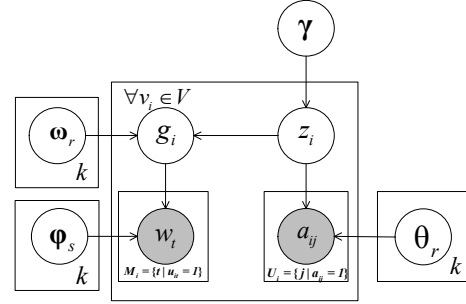 γ
∀v_i ∈ V
ω_r
k
g_i
z_i
φ_s
k
w_t
M_i = {t | u_it = 1}
a_ij
U_i = {j | a_ij = 1}
θ_r
k